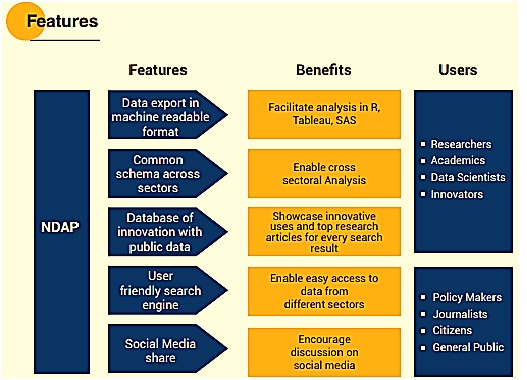 Features
Features
Benefits
Users
NDAP
Data export in
machine readable
format
Facilitate analysis in R,
Tableau, SAS
Common
schema across
sectors
Enable cross
sectoral Analysis
Database of
innovation with
public data
Showcase innovative
uses and top research
articles for every search
result
User
friendly search
engine
Enable easy access to
data from
different sectors
Social Media
share
Encourage
discussion on
social media
▪ Researchers
▪ Academics
▪ Data Scientists
▪ Innovators
▪ Policy Makers
▪ Journalists
▪ Citizens
▪ General Public